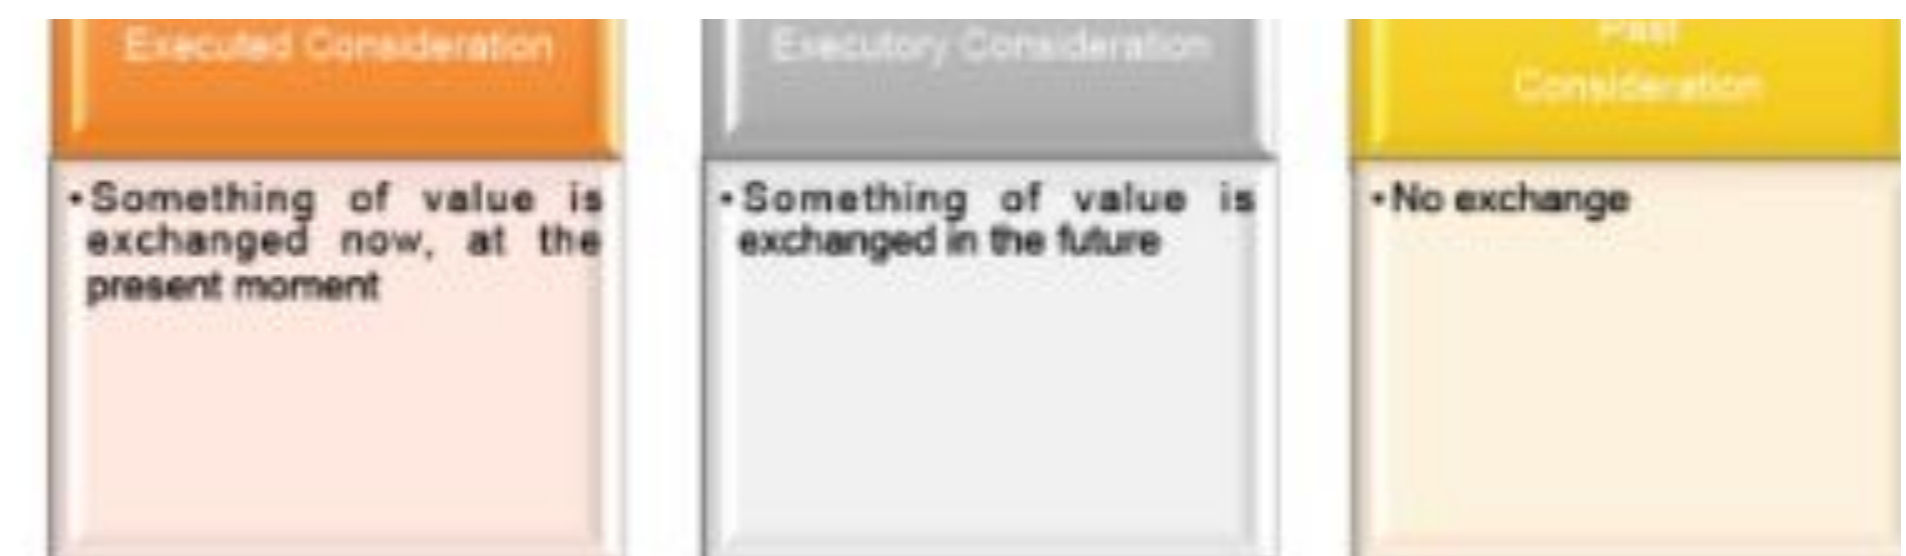 Executed Consideration
• Something of value is
exchanged now, at the
present moment
Executory Consideration
• Something of value is
exchanged in the future
Past
Consideration
• No exchange